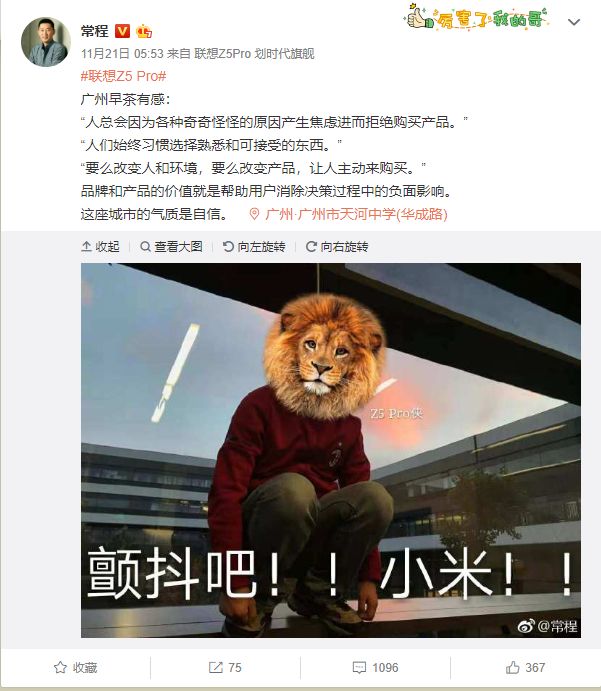 厉害了我的哥
常程
11月21日 05:53 来自 联想Z5Pro 划时代旗舰
#联想Z5 Pro#
广州早茶有感：
“人总会因为各种奇奇怪怪的原因产生焦虑进而拒绝购买产品。”
“人们始终习惯选择熟悉和可接受的东西。”
“要么改变人和环境，要么改变产品，让人主动来购买。”
品牌和产品的价值就是帮助用户消除决策过程中的负面影响。
这座城市的气质是自信。 广州·广州市天河中学(华成路)
收起 查看大图 向左旋转 向右旋转
Z5 Pro侠
颤抖吧！！小米！！
@常程
收藏 75 1096 367